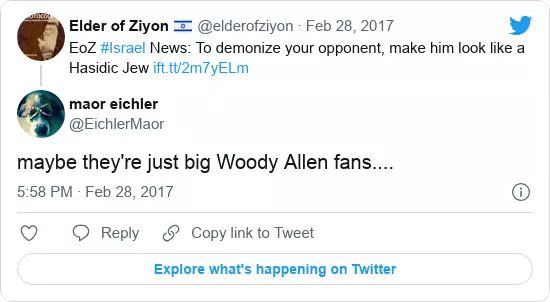 Elder of Ziyon 🇮🇱 @elderofziyon · Feb 28, 2017
EoZ #Israel News: To demonize your opponent, make him look like a
Hasidic Jew ift.tt/2m7yELm
maor eichler
@EichlerMaor
maybe they're just big Woody Allen fans....
5:58 PM · Feb 28, 2017
Reply
Copy link to Tweet
Explore what's happening on Twitter